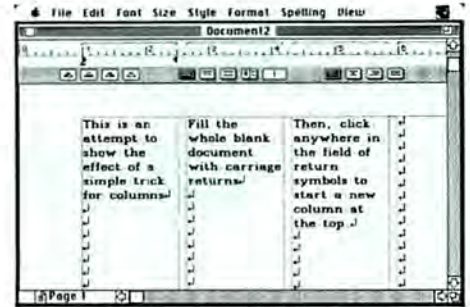 File Edit Font Size Style Format Spelling View
Document2
This is an
attempt to
show the
effect of a
simple trick
for columns↵
Fill the
whole blank
document
with carriage
returns↵
Then, click
anywhere in
the field of
return
symbols to
start a new
column at
the top.↵
Page 1